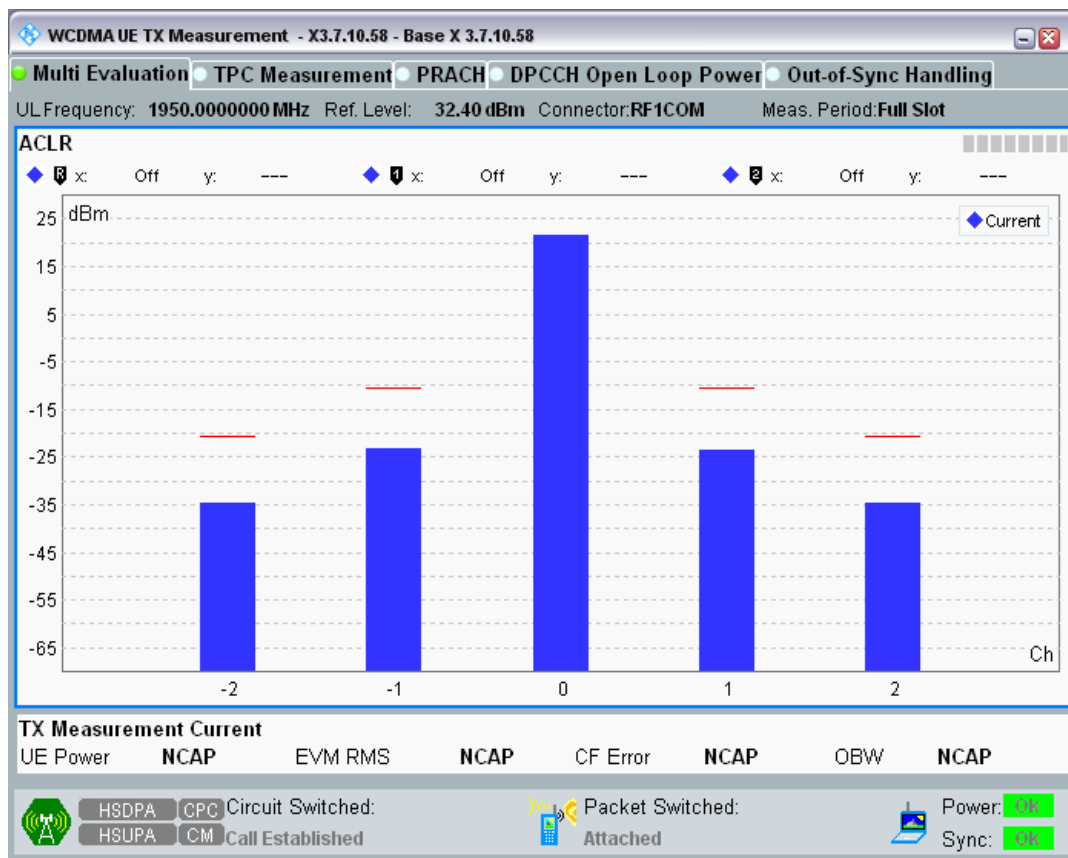 WCDMA UE TX Measurement - X3.7.10.58 - Base X 3.7.10.58
Multi Evaluation TPC Measurement PRACH DPCCH Open Loop Power Out-of-Sync Handling
UL Frequency: 1950.0000000 MHz Ref. Level: 32.40 dBm Connector:RF1COM Meas. Period:Full Slot
ACLR
R x: Off y: --- 1 x: Off y: --- 2 x: Off y: ---
dBm
Current
25
15
5
-5
-15
-25
-35
-45
-55
-65
Ch
-2 -1 0 1 2
TX Measurement Current
UE Power NCAP EVM RMS NCAP CF Error NCAP OBW NCAP
HSDPA CPC Circuit Switched: Packet Switched: Power: OK
HSUPA CM Call Established Attached Sync: OK